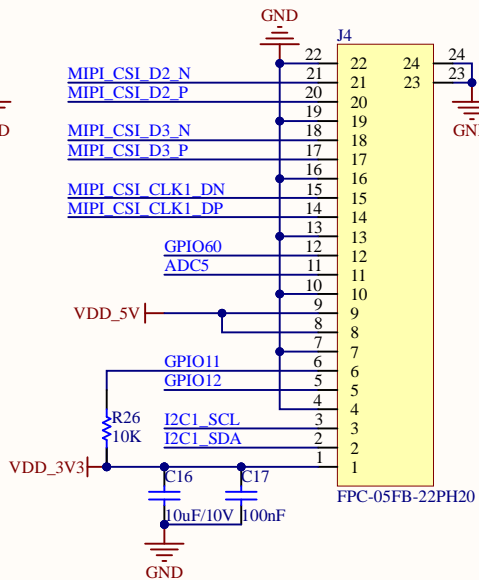 GND
J4
22 22 24 24
MIPI_CSI_D2_N 21 21 23 23
MIPI_CSI_D2_P 20 20
19 19
MIPI_CSI_D3_N 18 18
MIPI_CSI_D3_P 17 17
16 16
MIPI_CSI_CLK1_DN 15 15
MIPI_CSI_CLK1_DP 14 14
13 13
GPIO60 12 12
ADC5 11 11
10 10
VDD_5V 9 9
8 8
7 7
GPIO11 6 6
GPIO12 5 5
4 4
R26
10K
I2C1_SCL 3 3
I2C1_SDA 2 2
VDD_3V3 1 1
C16 C17
10uF/10V 100nF
FPC-05FB-22PH20
GND